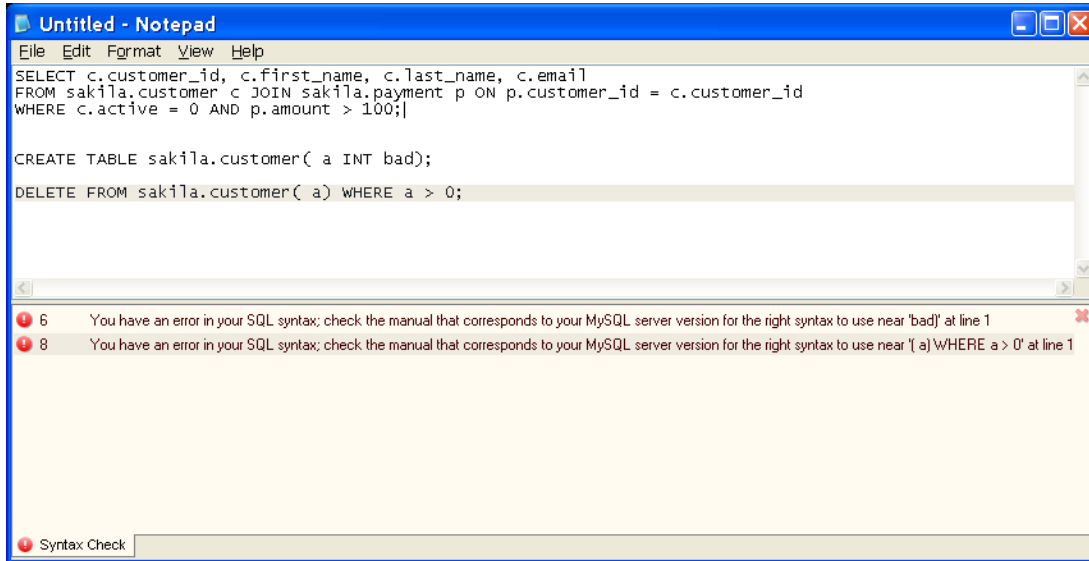 Untitled - Notepad
File Edit Format View Help
SELECT c.customer_id, c.first_name, c.last_name, c.email
FROM sakila.customer c JOIN sakila.payment p ON p.customer_id = c.customer_id
WHERE c.active = 0 AND p.amount > 100;
CREATE TABLE sakila.customer( a INT bad);
DELETE FROM sakila.customer( a) WHERE a > 0;
6 You have an error in your SQL syntax; check the manual that corresponds to your MySQL server version for the right syntax to use near 'bad)' at line 1
8 You have an error in your SQL syntax; check the manual that corresponds to your MySQL server version for the right syntax to use near '( a) WHERE a > 0' at line 1
Syntax Check